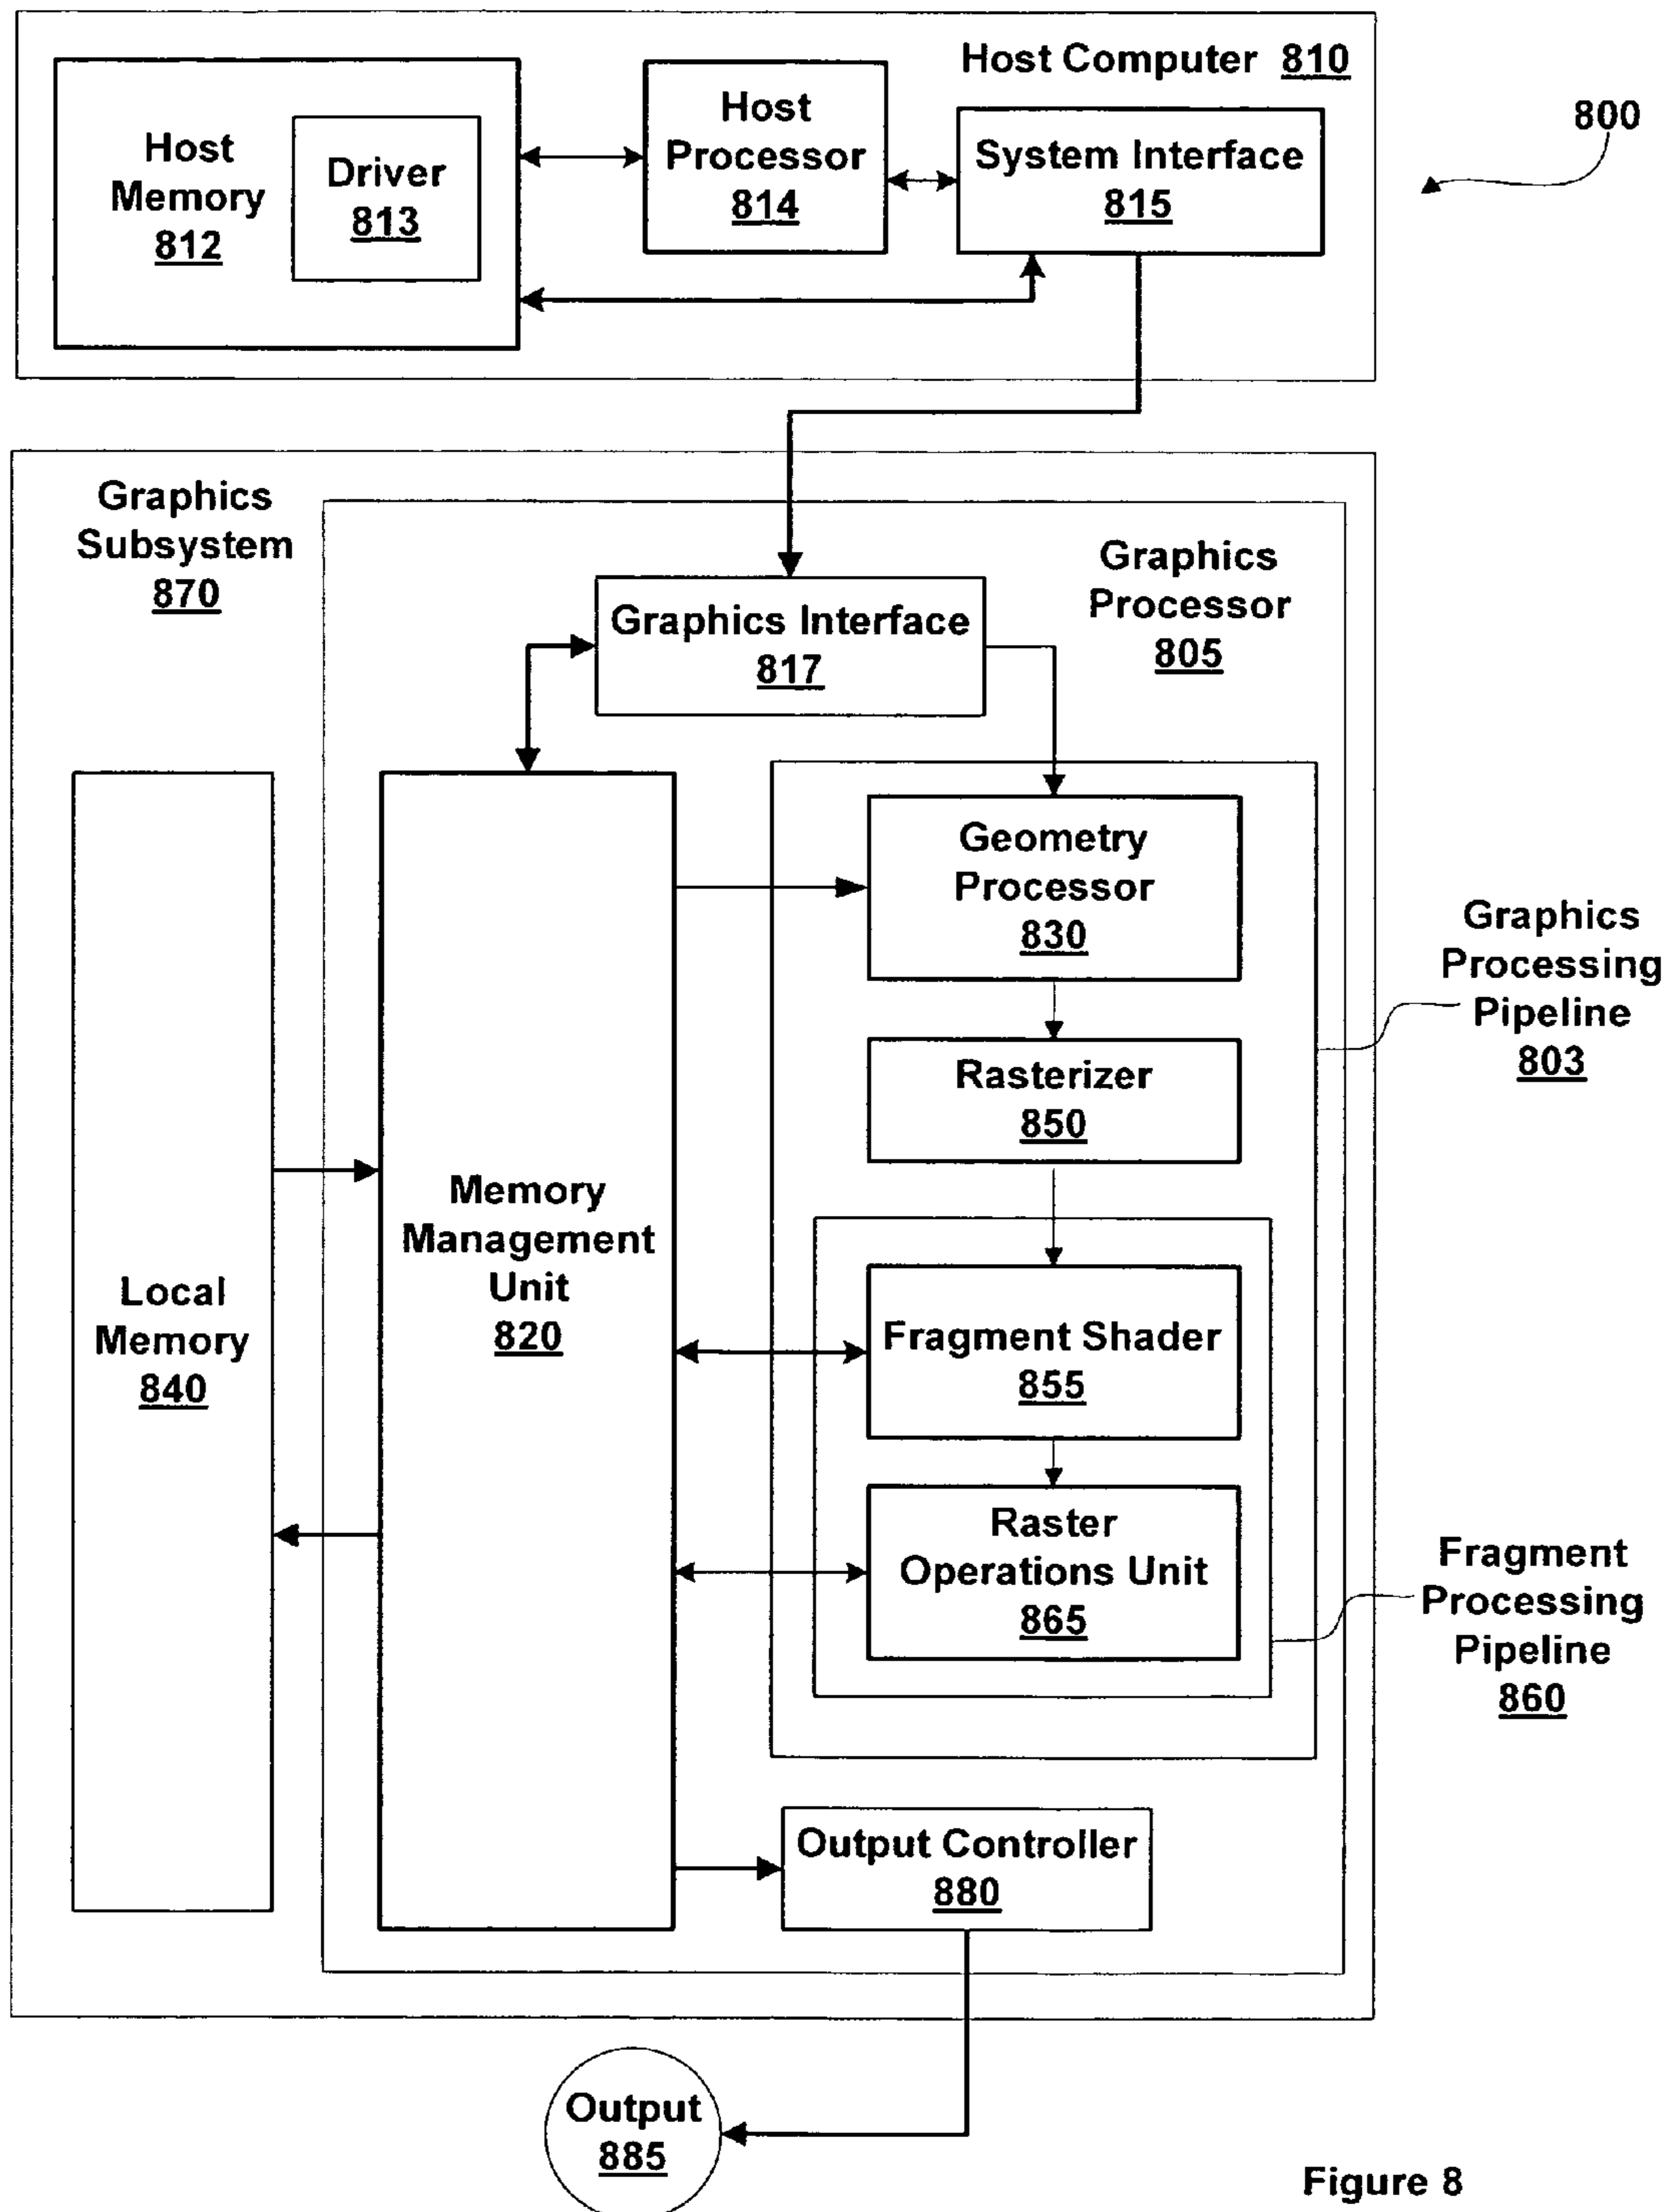 Host Computer 810
Host
Memory
812
Driver
813
Host
Processor
814
System Interface
815
800
Graphics
Subsystem
870
Graphics
Processor
805
Graphics Interface
817
Geometry
Processor
830
Graphics
Processing
Pipeline
803
Rasterizer
850
Memory
Management
Unit
820
Local
Memory
840
Fragment Shader
855
Raster
Operations Unit
865
Fragment
Processing
Pipeline
860
Output Controller
880
Output
885
Figure 8